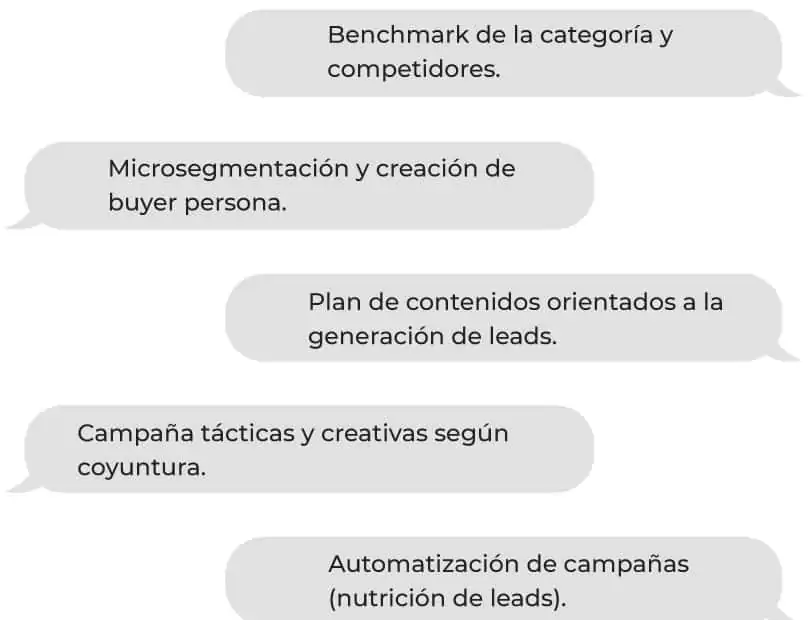 Benchmark de la categoría y
competidores.
Microsegmentación y creación de
buyer persona.
Plan de contenidos orientados a la
generación de leads.
Campaña tácticas y creativas según
coyuntura.
Automatización de campañas
(nutrición de leads).